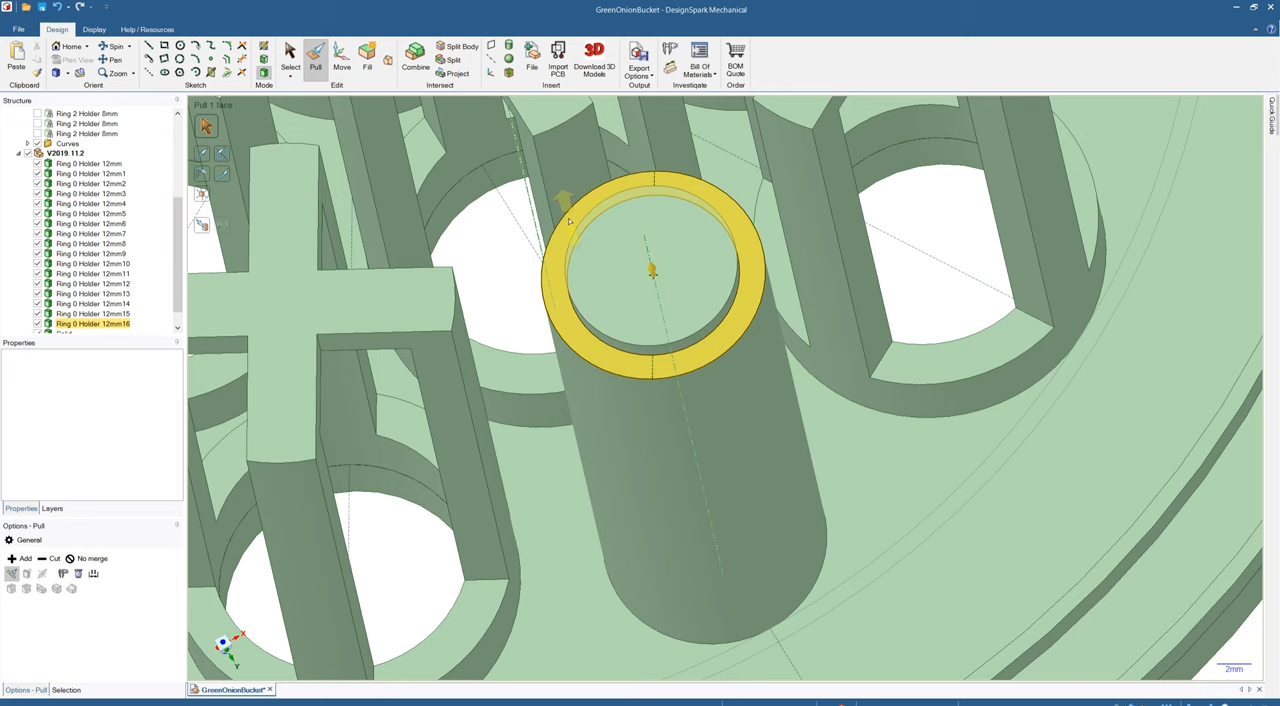 GreenOnionBucket - DesignSpark Mechanical
File
Design
Display
Help / Resources
Paste
Home
Spin
Plan View
Pan
Zoom
Select
Pull
Move
Fill
Combine
Split Body
Split
Project
File
Import
PCB
Download 3D
Models
Export
Options
Bill Of
Materials
BOM
Quote
Clipboard
Orient
Sketch
Mode
Edit
Intersect
Insert
Output
Investigate
Order
Structure
Ring 2 Holder 8mm
Ring 2 Holder 8mm
Ring 2 Holder 8mm
Curves
V2019.11.2
Ring 0 Holder 12mm
Ring 0 Holder 12mm1
Ring 0 Holder 12mm2
Ring 0 Holder 12mm3
Ring 0 Holder 12mm4
Ring 0 Holder 12mm5
Ring 0 Holder 12mm6
Ring 0 Holder 12mm7
Ring 0 Holder 12mm8
Ring 0 Holder 12mm9
Ring 0 Holder 12mm10
Ring 0 Holder 12mm11
Ring 0 Holder 12mm12
Ring 0 Holder 12mm13
Ring 0 Holder 12mm14
Ring 0 Holder 12mm15
Ring 0 Holder 12mm16
Properties
Properties
Layers
Options - Pull
General
Add
Cut
No merge
Options - Pull
Selection
Pull 1 face
Quick Guide
X
Y
2mm
GreenOnionBucket*